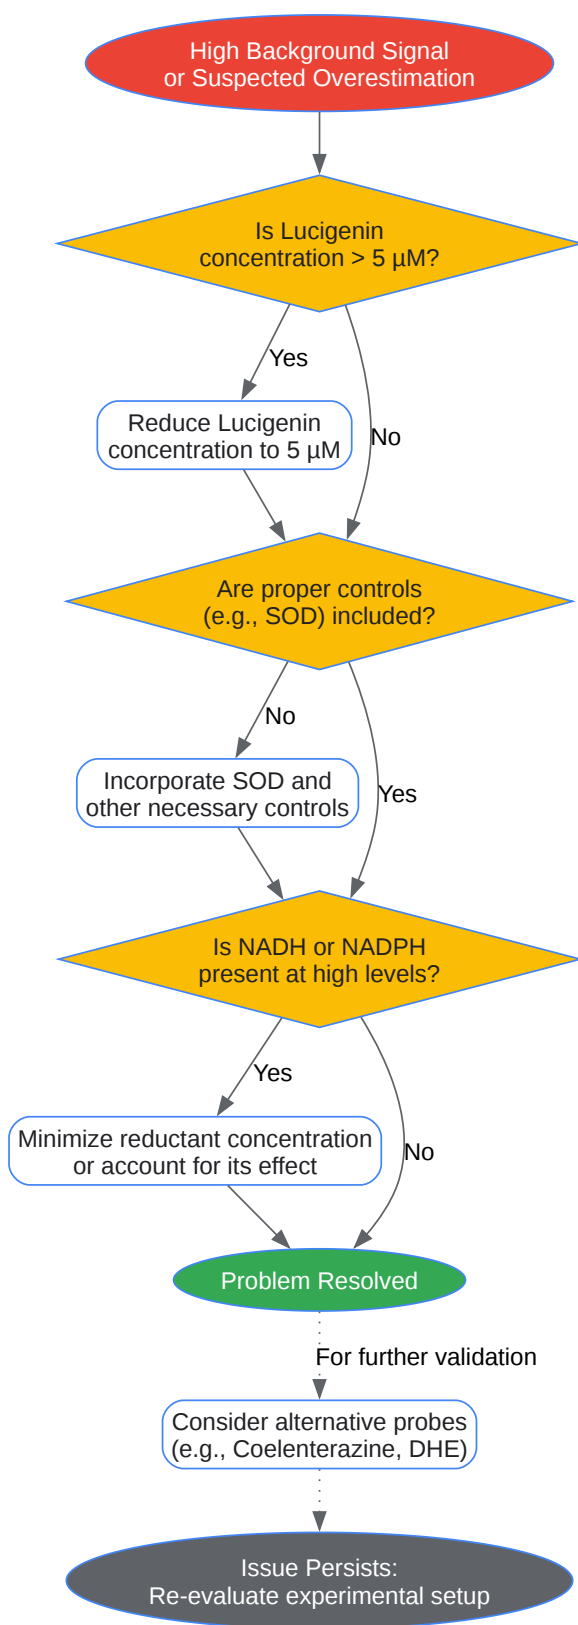 High Background Signal
or Suspected Overestimation
Is Lucigenin
concentration > 5 µM?
Yes
Reduce Lucigenin
concentration to 5 µM
No
Are proper controls
(e.g., SOD) included?
No
Incorporate SOD and
other necessary controls
Yes
Is NADH or NADPH
present at high levels?
Yes
Minimize reductant concentration
or account for its effect
No
Problem Resolved
For further validation
Consider alternative probes
(e.g., Coelenterazine, DHE)
Issue Persists:
Re-evaluate experimental setup